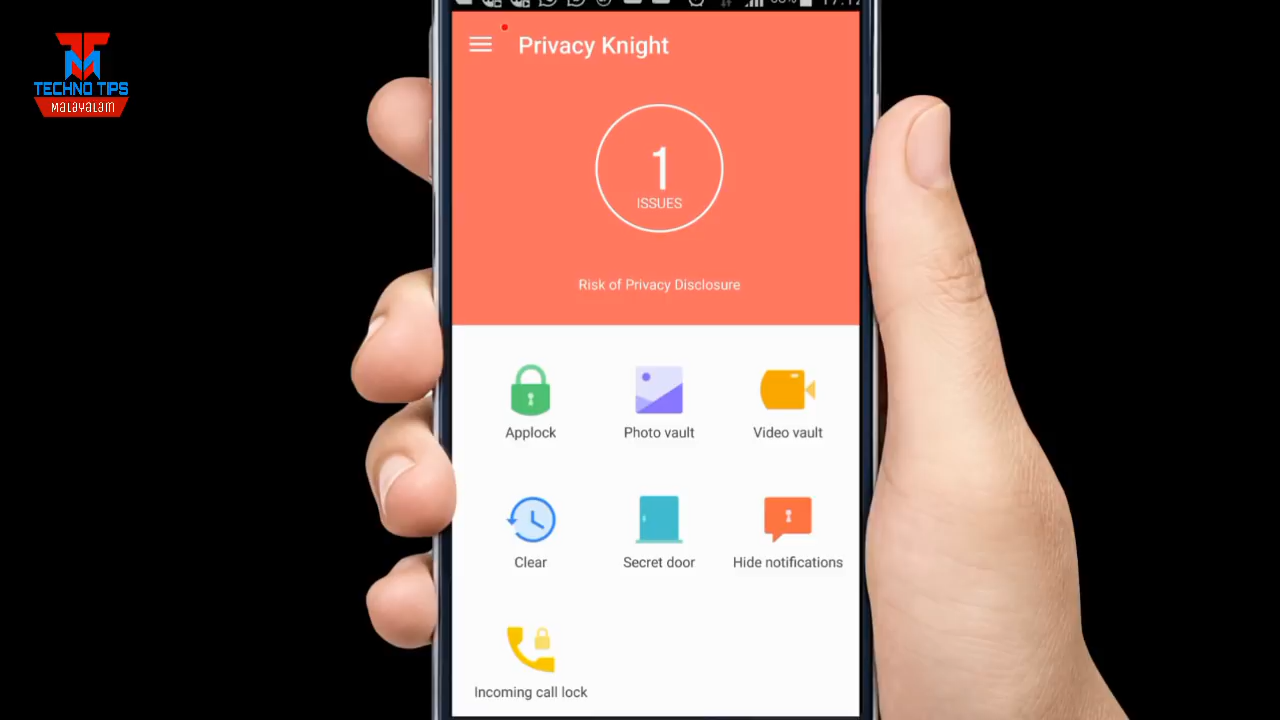 TECHNO TIPS
Malayalam
Privacy Knight
1
ISSUES
Risk of Privacy Disclosure
Applock
Photo vault
Video vault
Clear
Secret door
Hide notifications
Incoming call lock